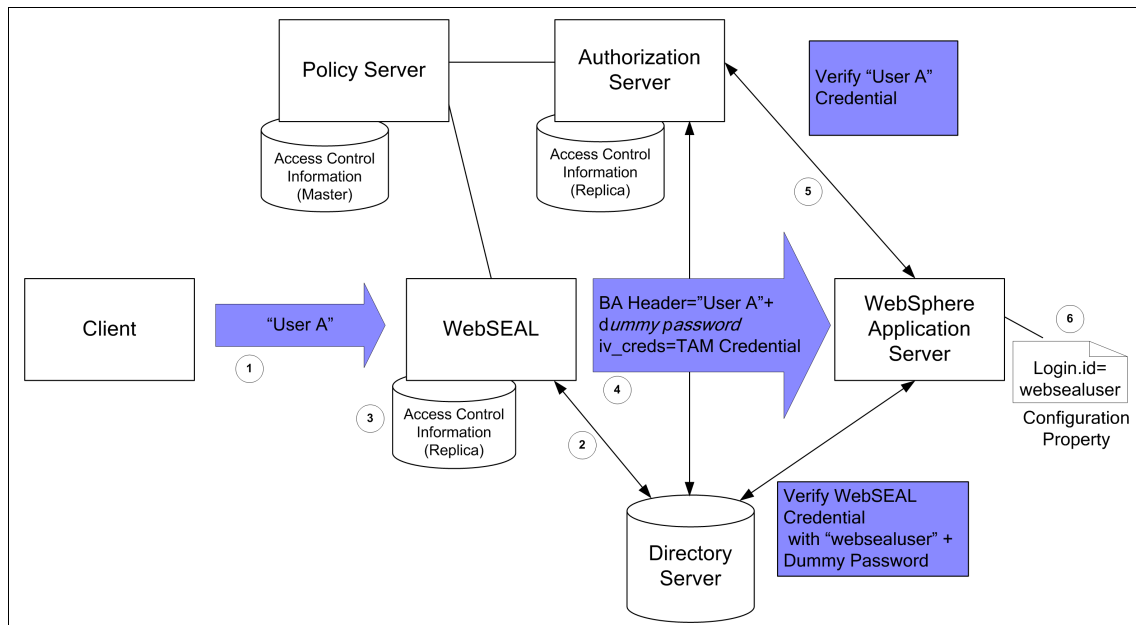 Policy Server
Authorization
Server
Verify “User A”
Credential
Access Control
Information
(Master)
Access Control
Information
(Replica)
5
Client
“User A”
1
WebSEAL
BA Header=”User A”+
dummy password
iv_creds=TAM Credential
4
WebSphere
Application
Server
6
Login.id=
websealuser
Configuration
Property
3
Access Control
Information
(Replica)
2
Directory
Server
Verify WebSEAL
Credential
with “websealuser” +
Dummy Password